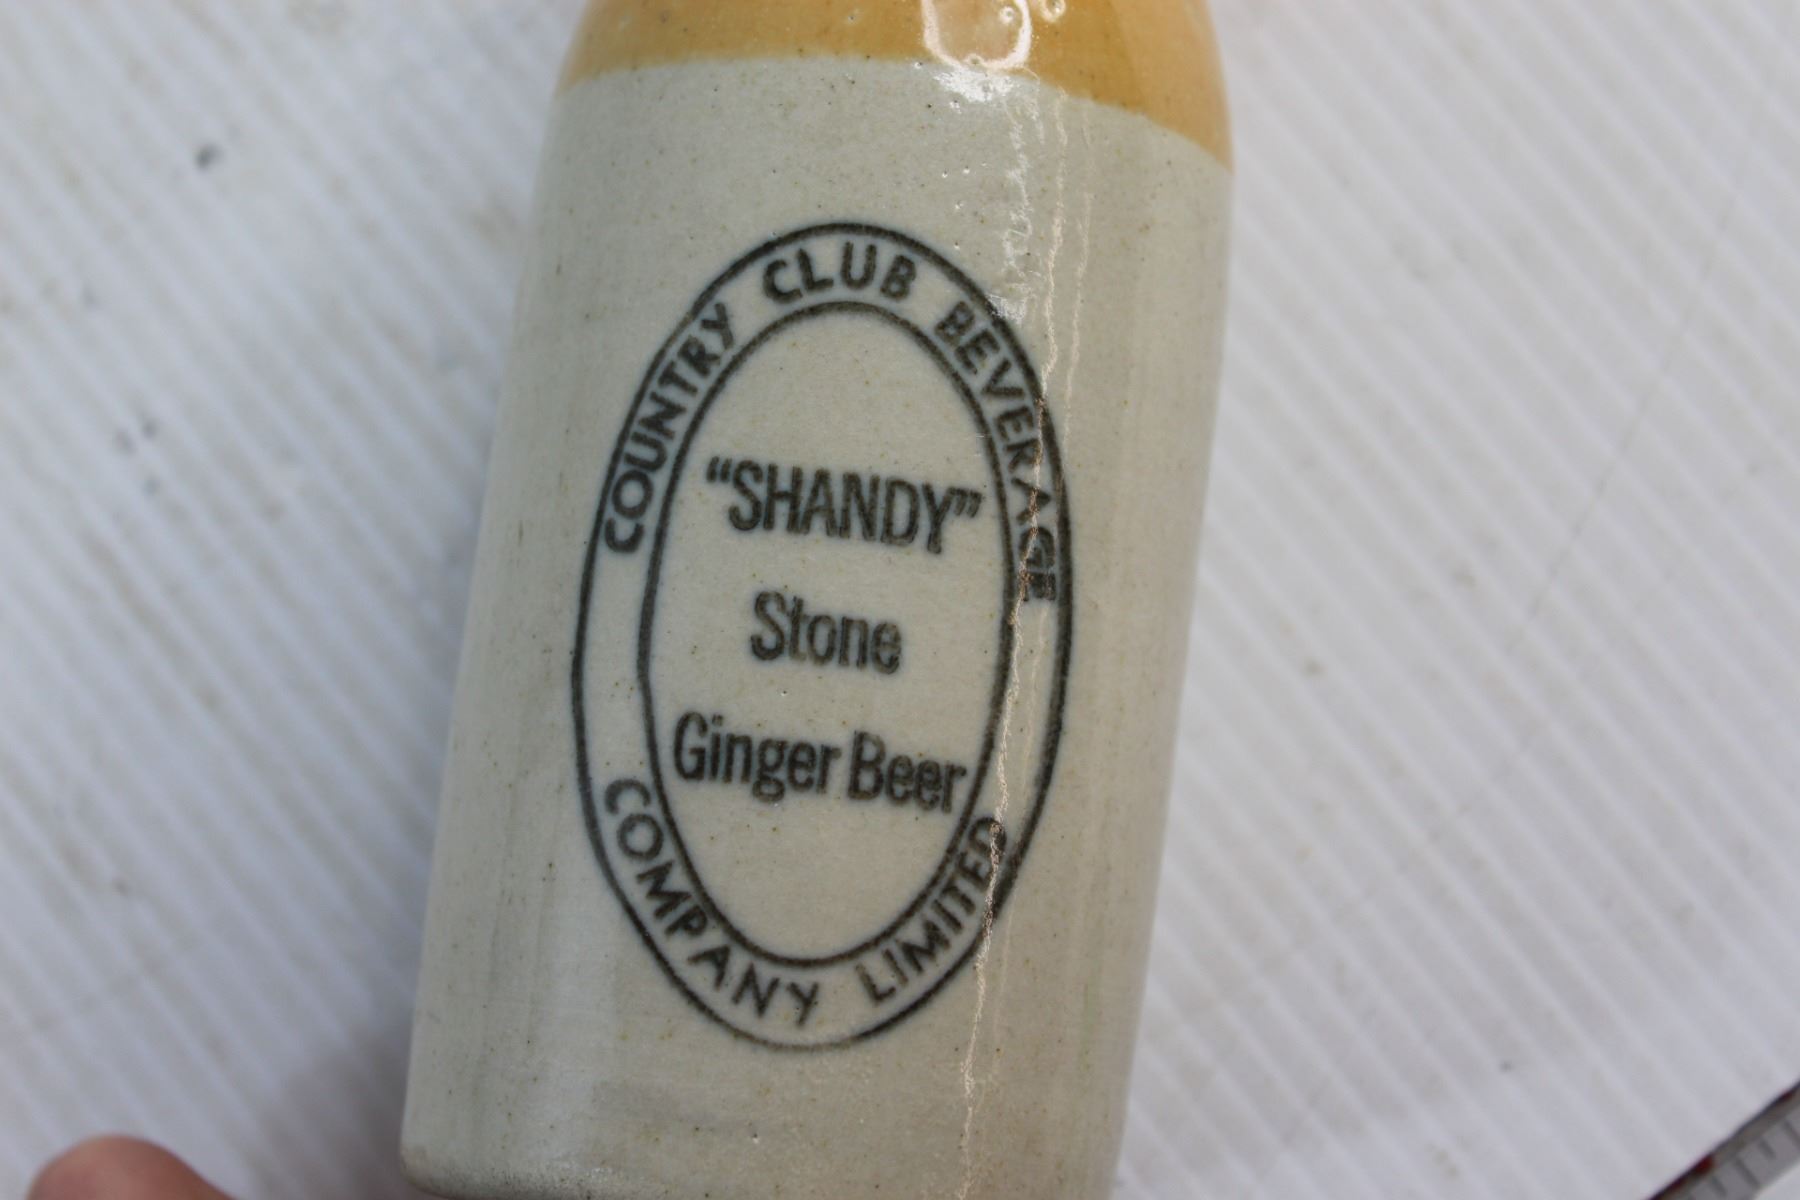 COUNTRY CLUB BEVERAGE
"SHANDY"
Stone
Ginger Beer
COMPANY LIMITED